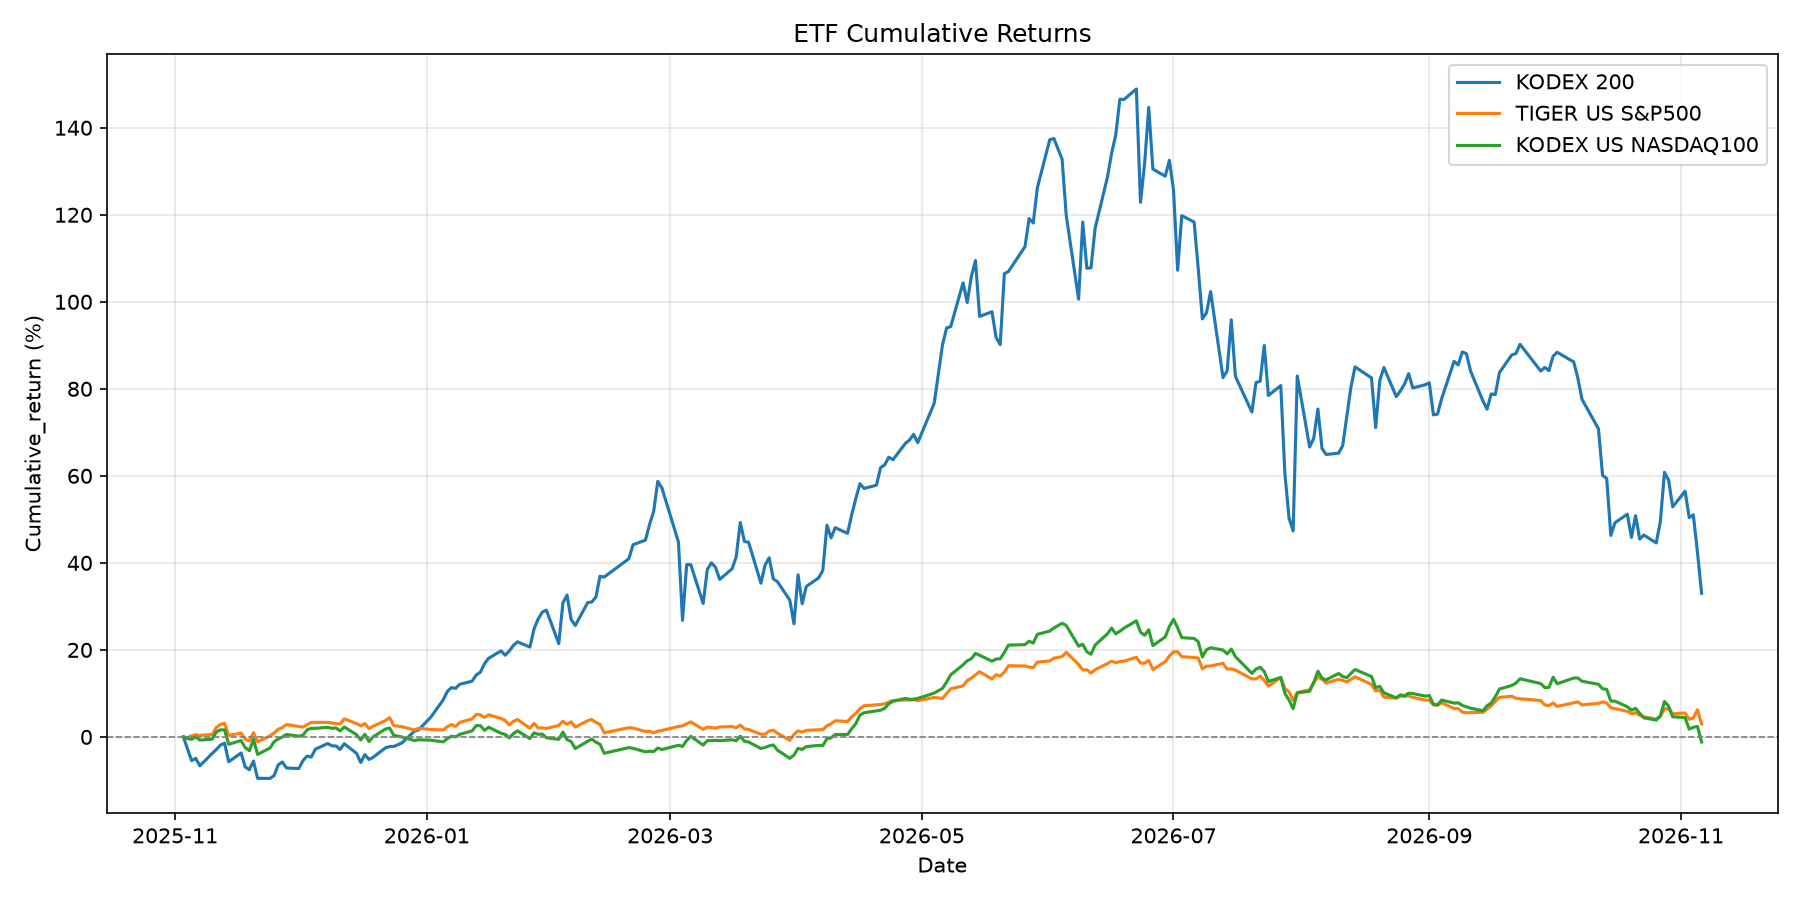 ETF Cumulative Returns
KODEX 200
TIGER US S&P500
KODEX US NASDAQ100
Cumulative_return (%)
140
120
100
80
60
40
20
0
2025-11
2026-01
2026-03
2026-05
2026-07
2026-09
2026-11
Date